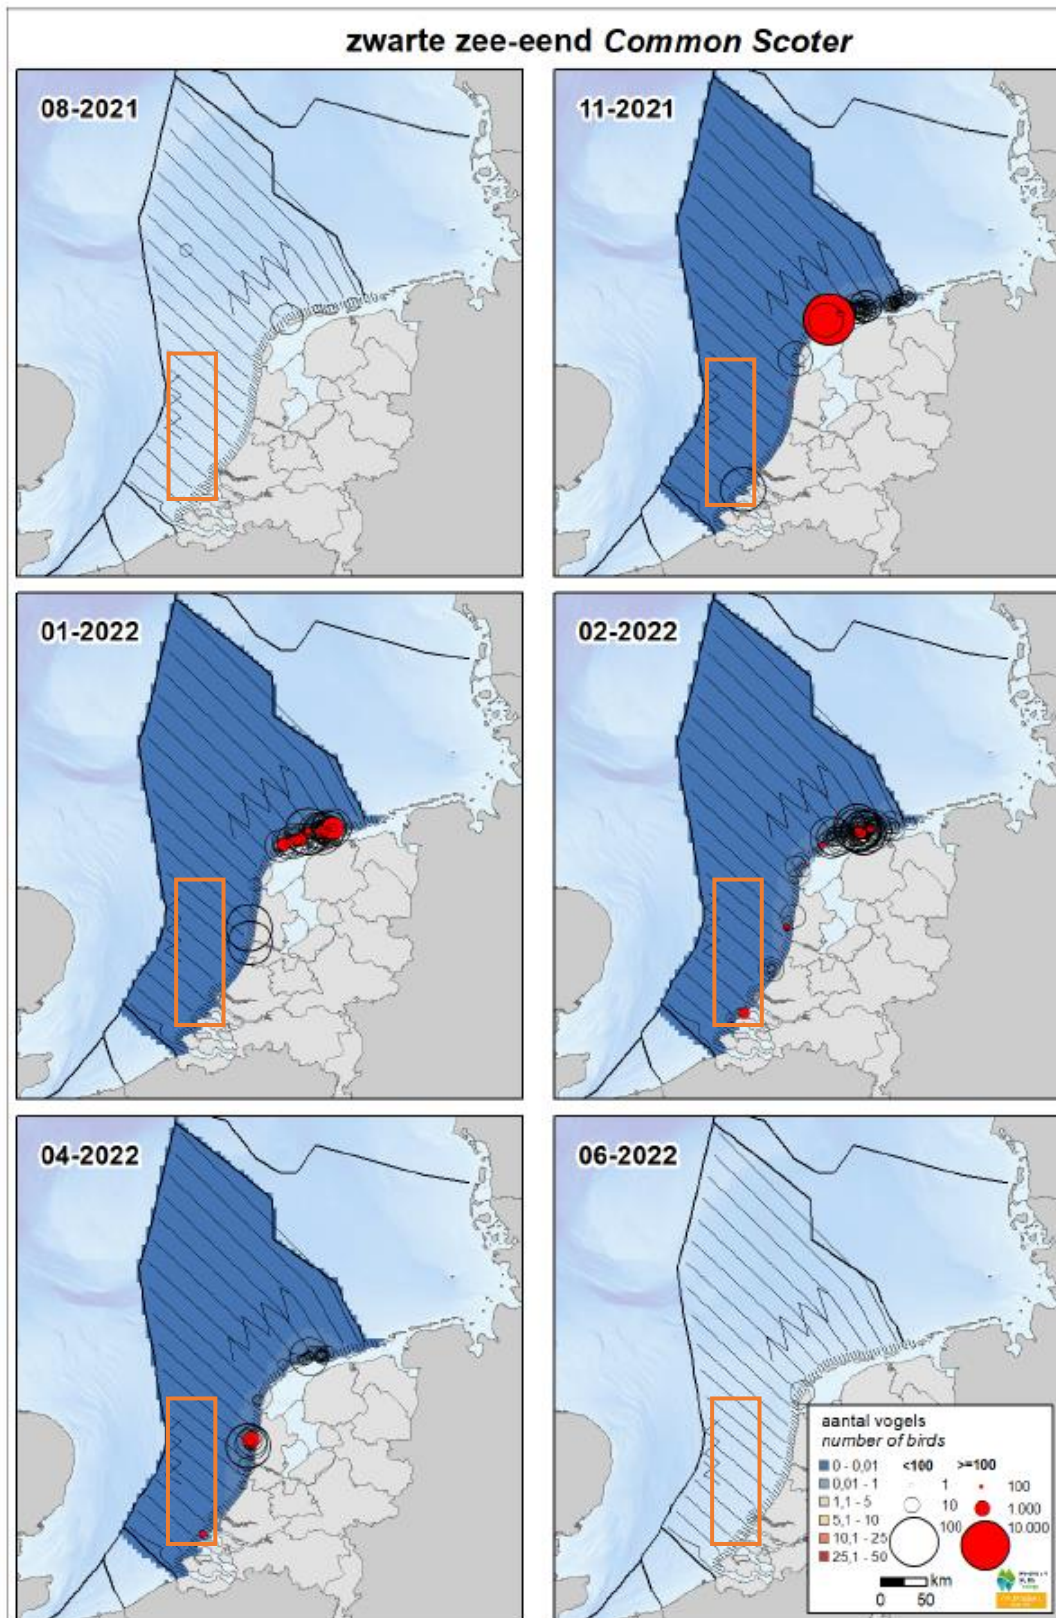 zwarte zee-eend Common Scoter
08-2021
11-2021
01-2022
02-2022
04-2022
06-2022
aantal vogels
number of birds
0 - 0,01 <100 >=100
0,01 - 1 1 100
1,1 - 5 10 1.000
5,1 - 10 100 10.000
10,1 - 25
25,1 - 50
km
0 50